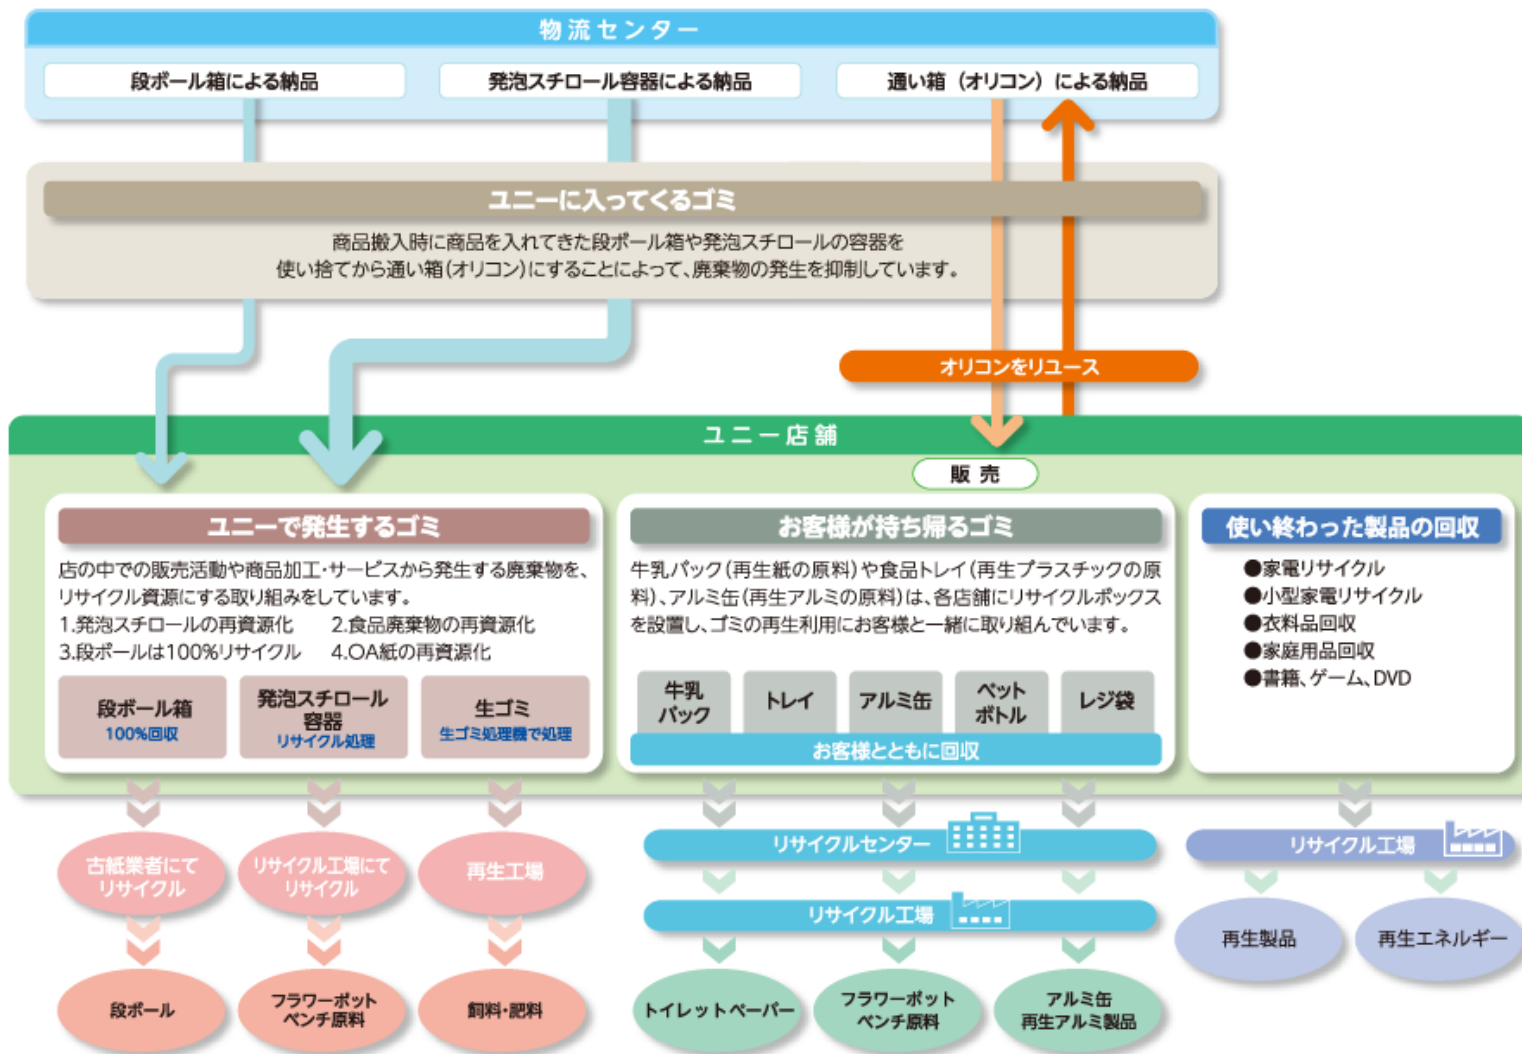 物流センター
段ボール箱による納品
発泡スチロール容器による納品
通い箱（オリコン）による納品
ユニーに入ってくるゴミ
商品搬入時に商品を入れてきた段ボール箱や発泡スチロールの容器を
使い捨てから通い箱(オリコン)にすることによって、廃棄物の発生を抑制しています。
オリコンをリユース
ユニー店舗
販売
ユニーで発生するゴミ
店の中での販売活動や商品加工・サービスから発生する廃棄物を、
リサイクル資源にする取り組みをしています。
1.発泡スチロールの再資源化 2.食品廃棄物の再資源化
3.段ボールは100%リサイクル 4.OA紙の再資源化
段ボール箱
100%回収
発泡スチロール
容器
リサイクル処理
生ゴミ
生ゴミ処理機で処理
お客様が持ち帰るゴミ
牛乳パック(再生紙の原料)や食品トレイ(再生プラスチックの原
料)、アルミ缶(再生アルミの原料)は、各店舗にリサイクルボックス
を設置し、ゴミの再生利用にお客様と一緒に取り組んでいます。
牛乳
パック
トレイ
アルミ缶
ペット
ボトル
レジ袋
お客様とともに回収
使い終わった製品の回収
●家電リサイクル
●小型家電リサイクル
●衣料品回収
●家庭用品回収
●書籍、ゲーム、DVD
古紙業者にて
リサイクル
リサイクル工場にて
リサイクル
再生工場
段ボール
フラワーポット
ベンチ原料
飼料・肥料
リサイクルセンター
リサイクル工場
トイレットペーパー
フラワーポット
ベンチ原料
アルミ缶
再生アルミ製品
リサイクル工場
再生製品
再生エネルギー